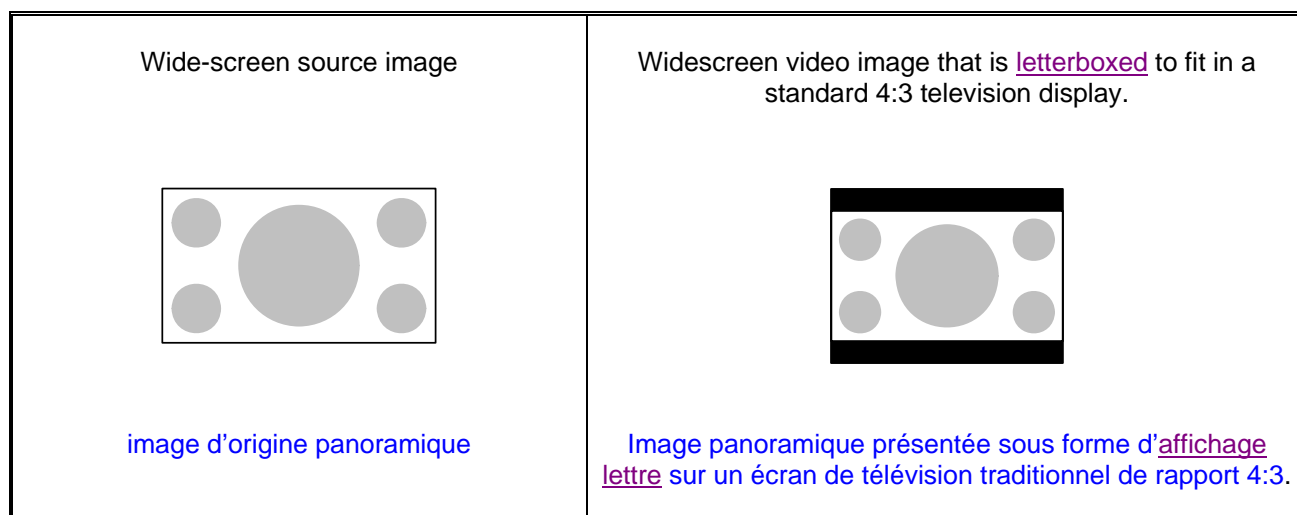 Wide-screen source image
image d’origine panoramique
Widescreen video image that is letterboxed to fit in a
standard 4:3 television display.
Image panoramique présentée sous forme d’affichage
lettre sur un écran de télévision traditionnel de rapport 4:3.